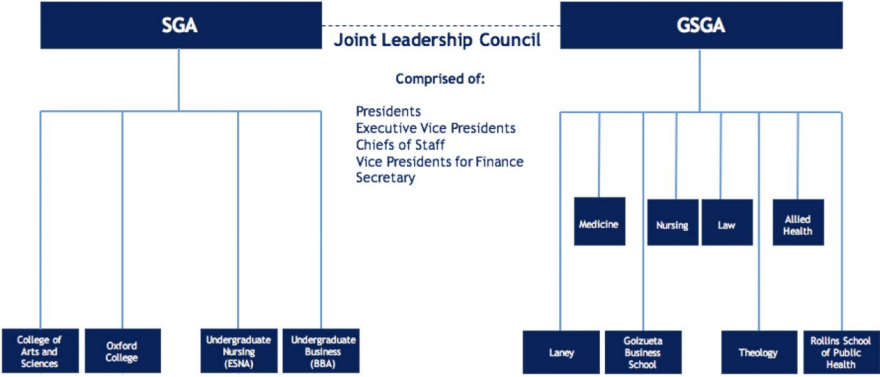 SGA
GSGA
Joint Leadership Council
Comprised of:
Presidents
Executive Vice Presidents
Chiefs of Staff
Vice Presidents for Finance
Secretary
Medicine
Nursing
Law
Allied
Health
College of
Arts and
Sciences
Oxford
College
Undergraduate
Nursing
(ESNA)
Undergraduate
Business
(BBA)
Laney
Goizueta
Business
School
Theology
Rollins School
of Public
Health